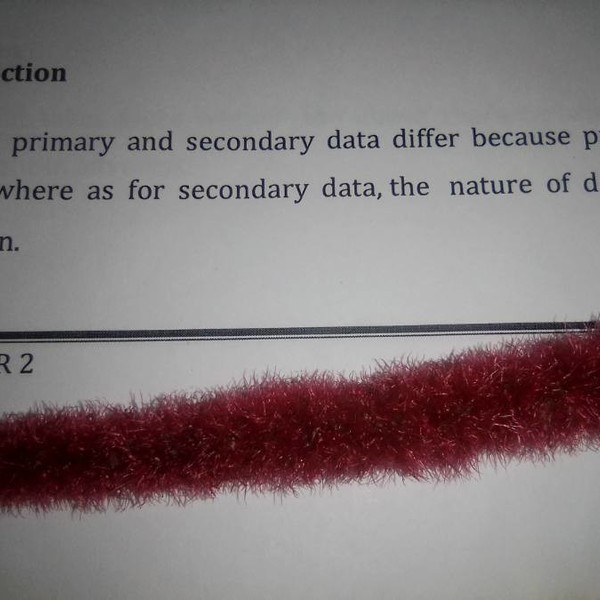 ction
primary and secondary data differ because p
where as for secondary data, the nature of d
n.
R 2